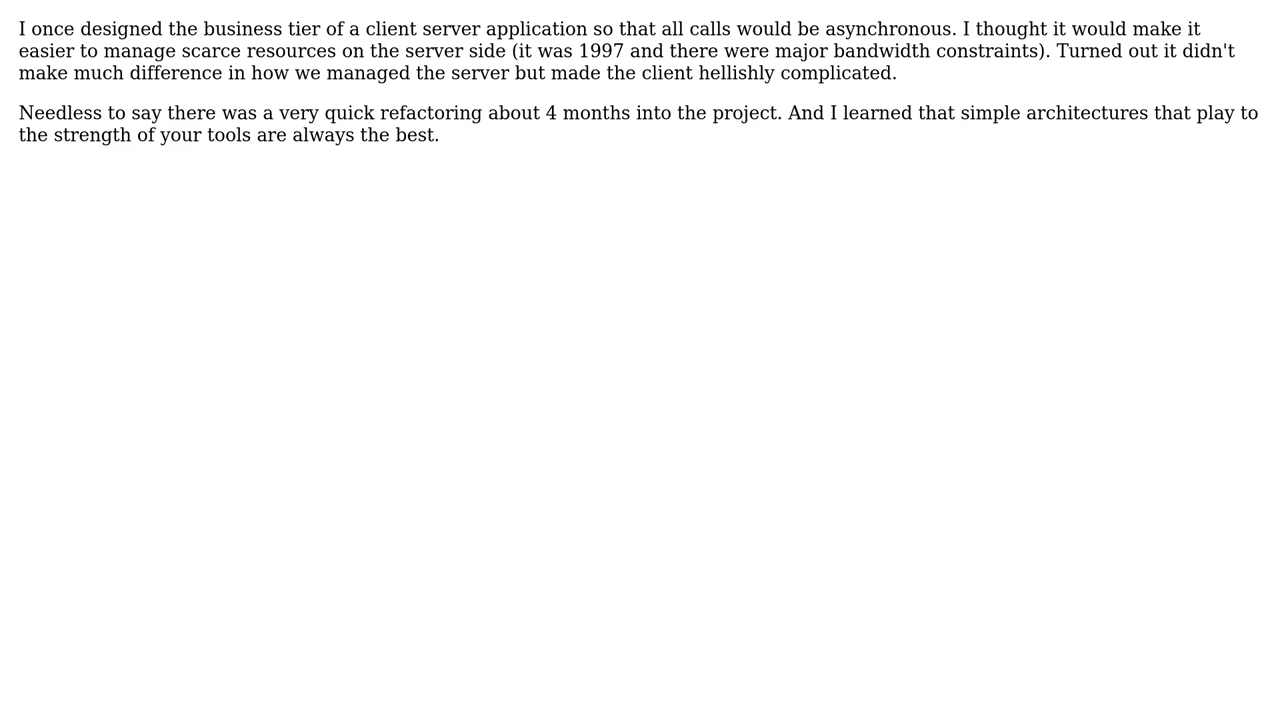 I once designed the business tier of a client server application so that all calls would be asynchronous. I thought it would make it
easier to manage scarce resources on the server side (it was 1997 and there were major bandwidth constraints). Turned out it didn't
make much difference in how we managed the server but made the client hellishly complicated.
Needless to say there was a very quick refactoring about 4 months into the project. And I learned that simple architectures that play to
the strength of your tools are always the best.